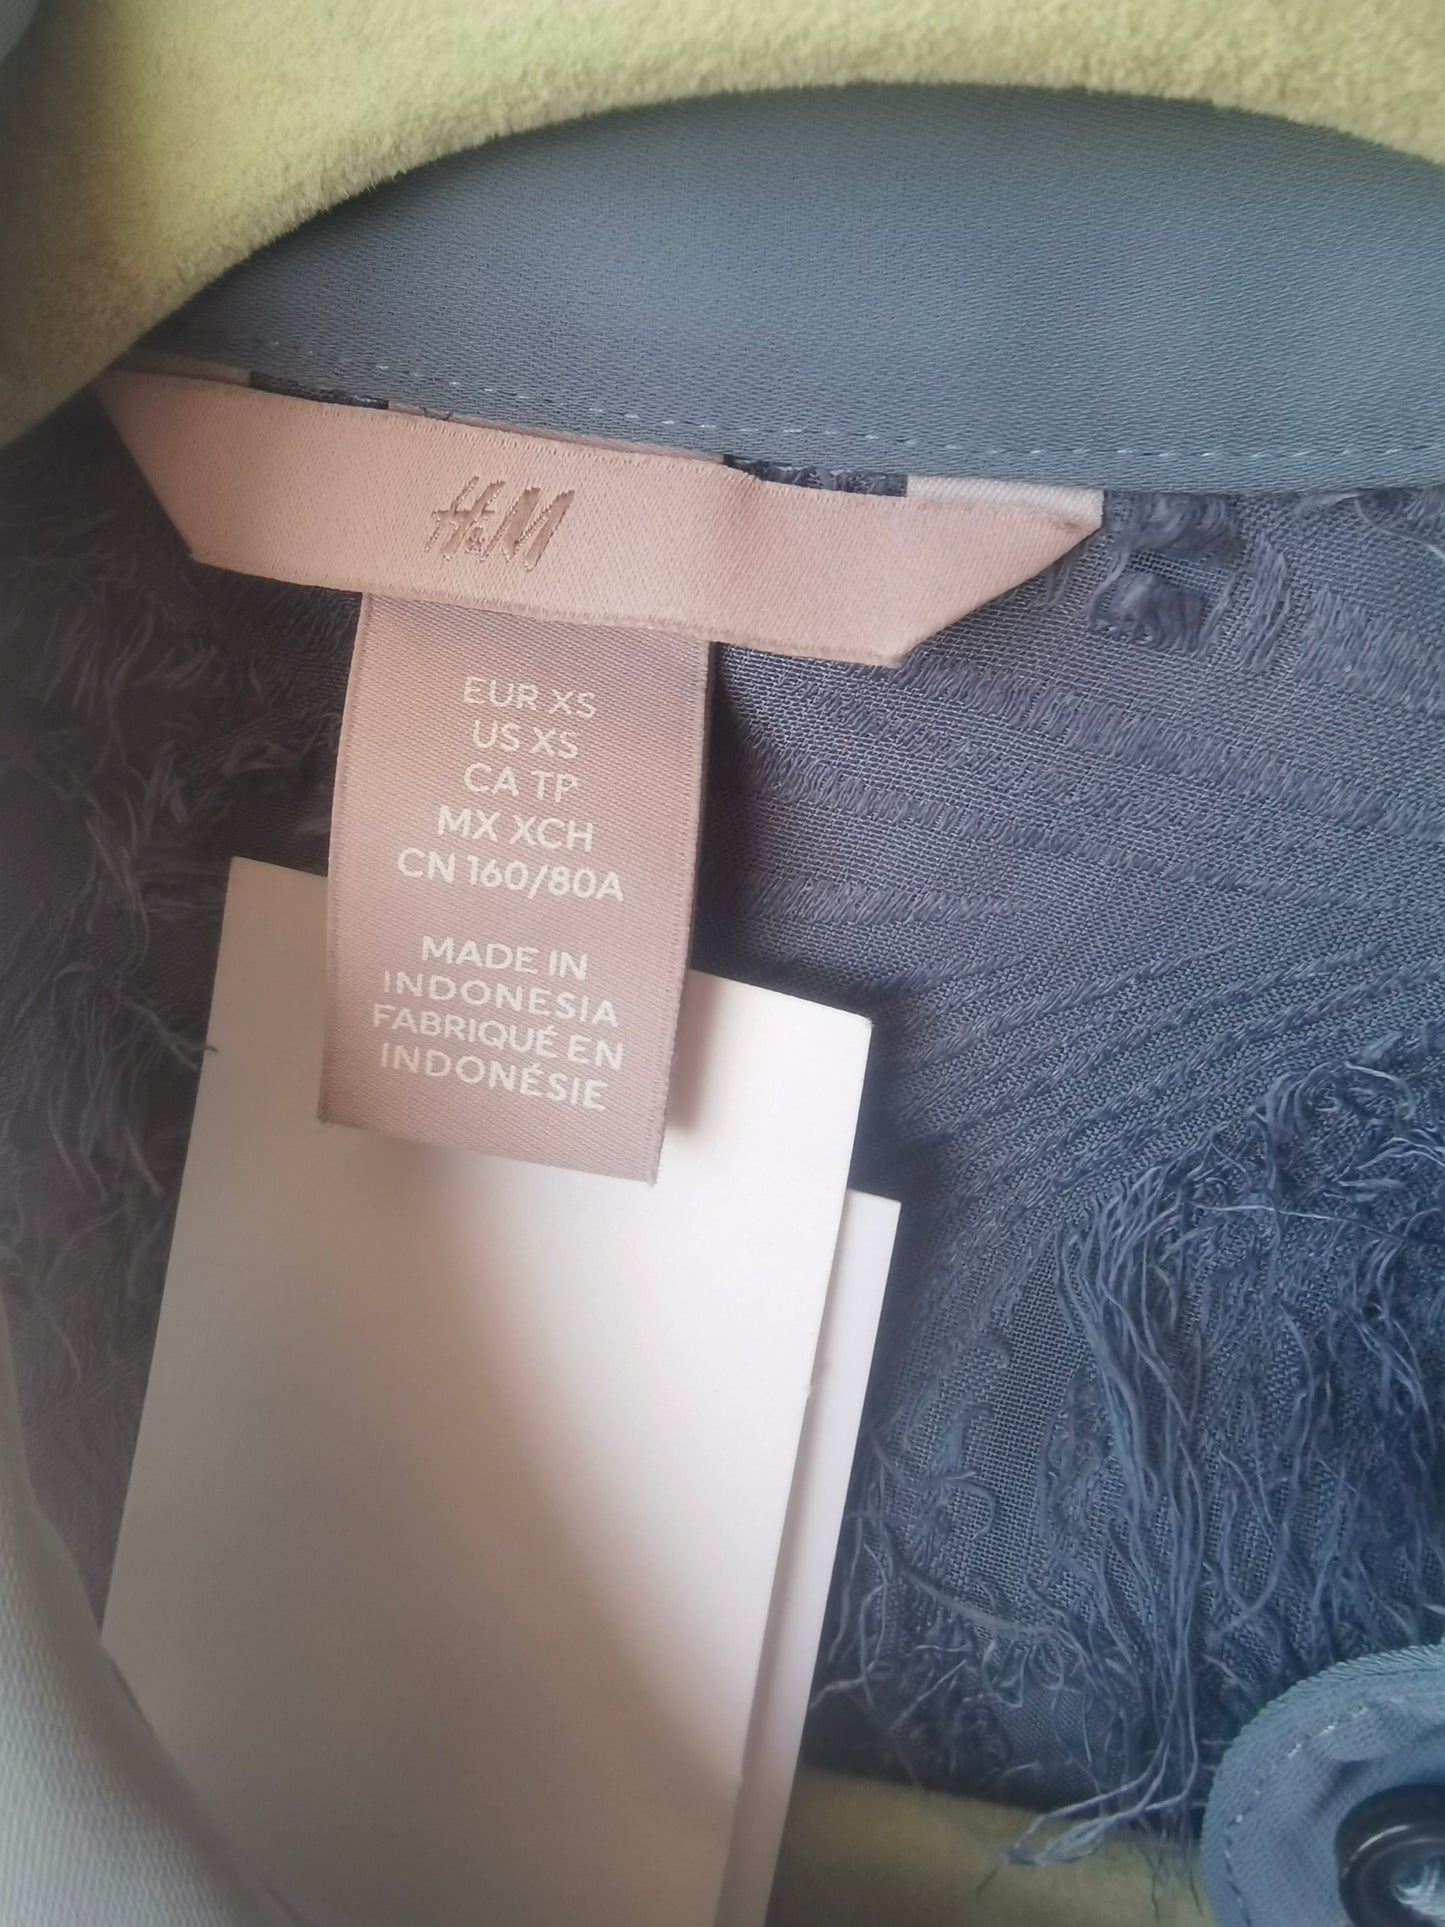 H&M
EUR XS
US XS
CA TP
MX XCH
CN 160/80A
MADE IN
INDONESIA
FABRIQUÉ EN
INDONÉSIE